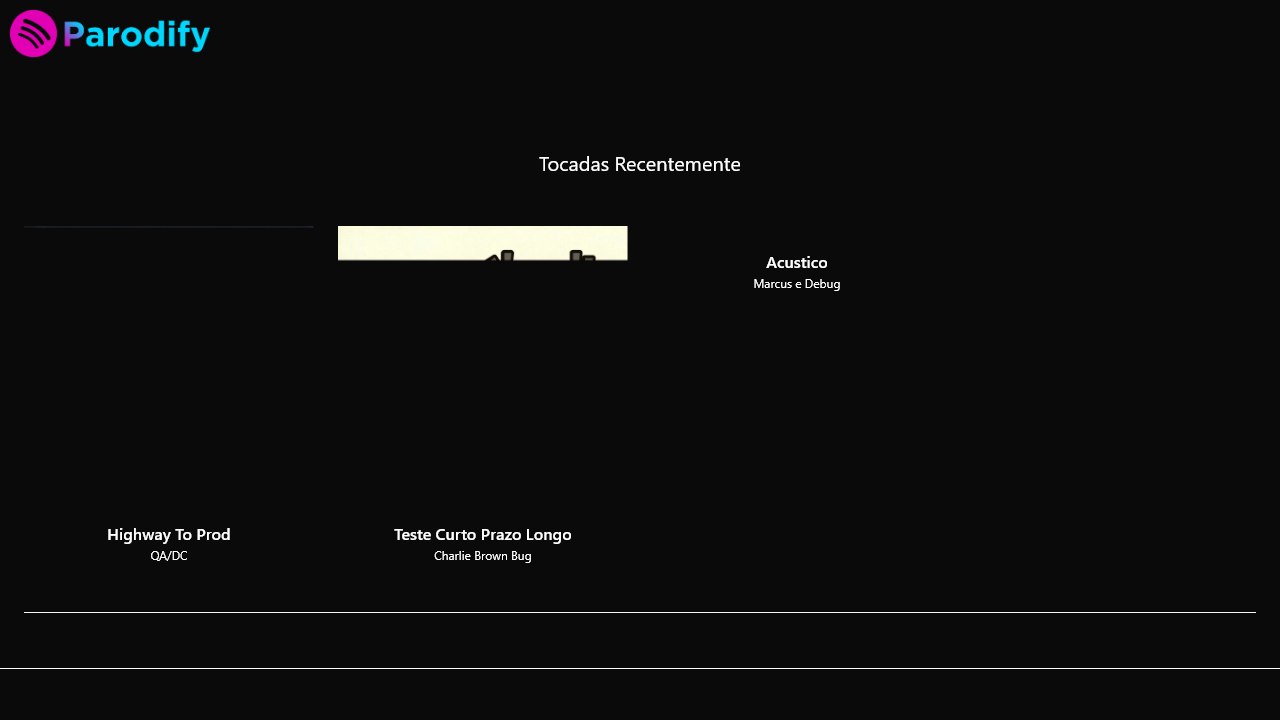 Parodify
Tocadas Recentemente
Acustico
Marcus e Debug
Highway To Prod
QA/DC
Teste Curto Prazo Longo
Charlie Brown Bug